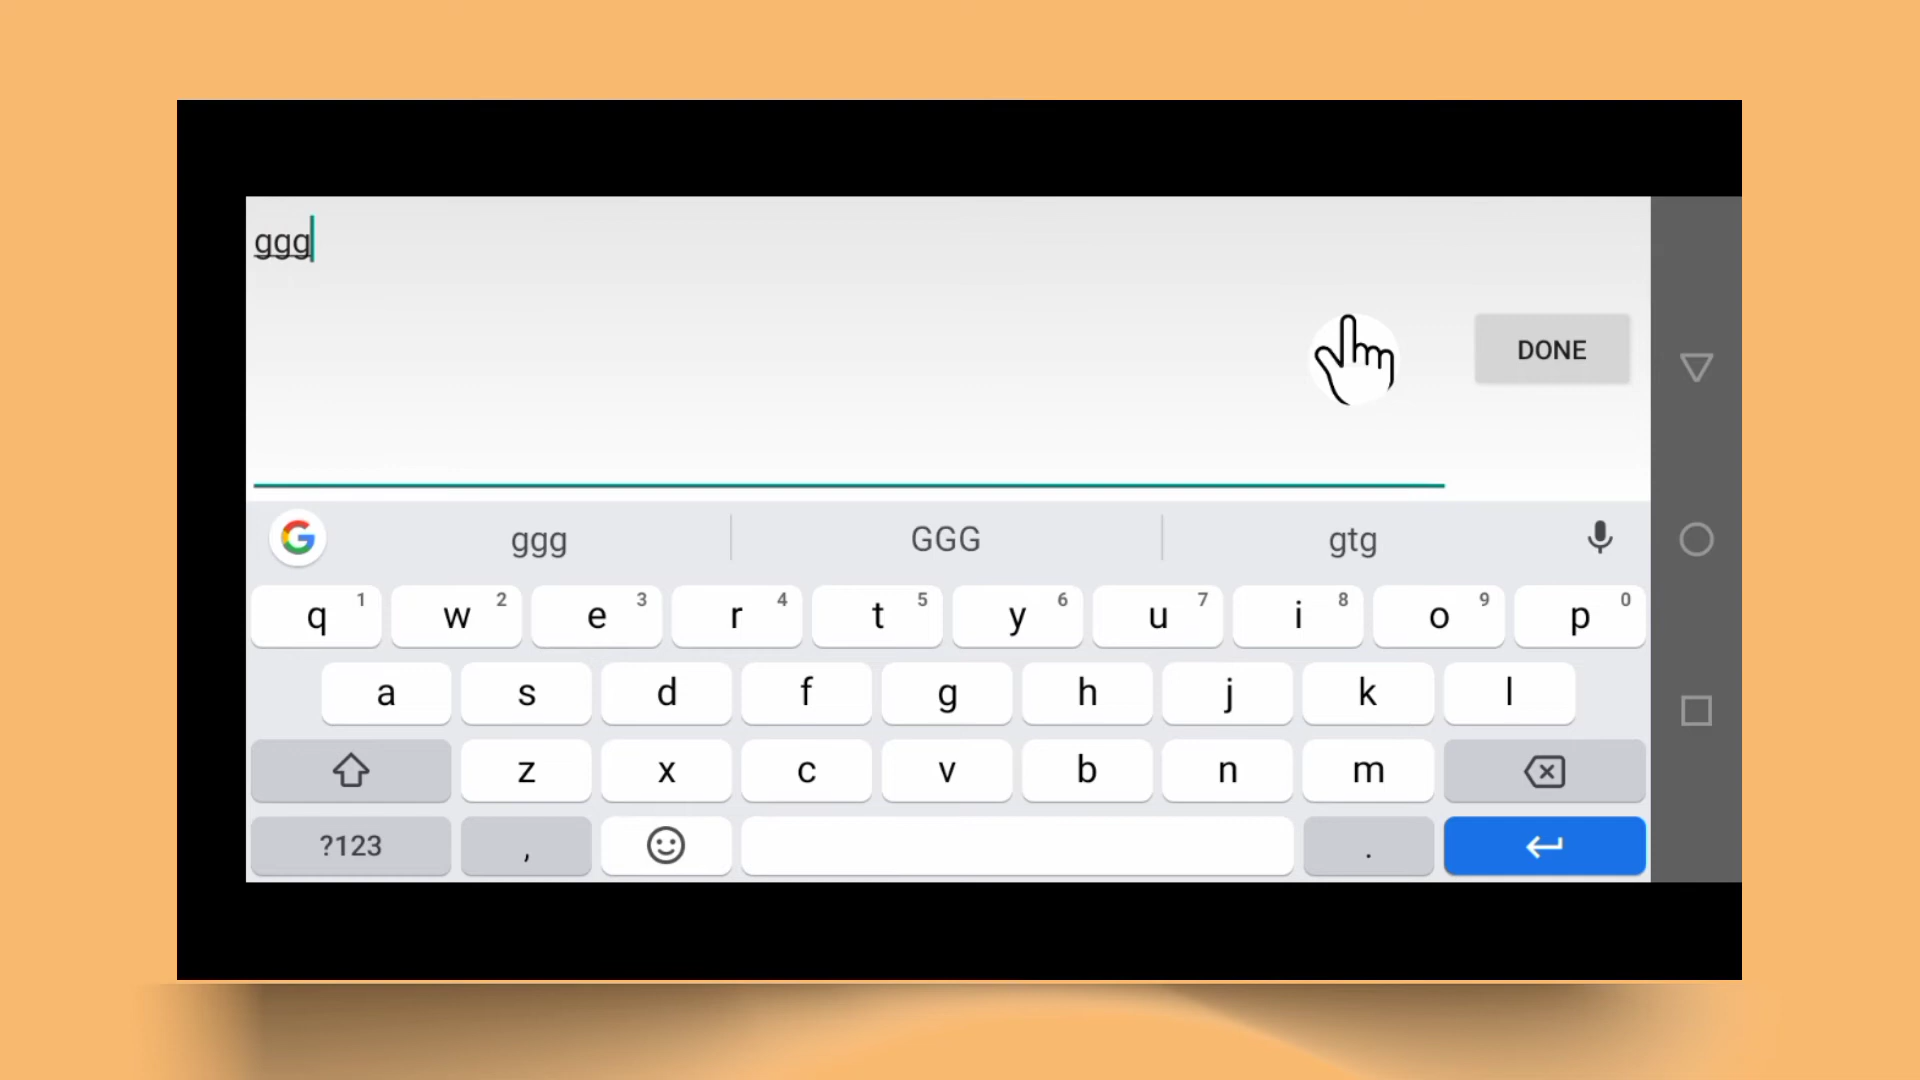 ggg
DONE
ggg GGG gtg
q 1 w 2 e 3 r 4 t 5 y 6 u 7 i 8 o 9 p 0
a s d f g h j k l
z x c v b n m
?123 , .